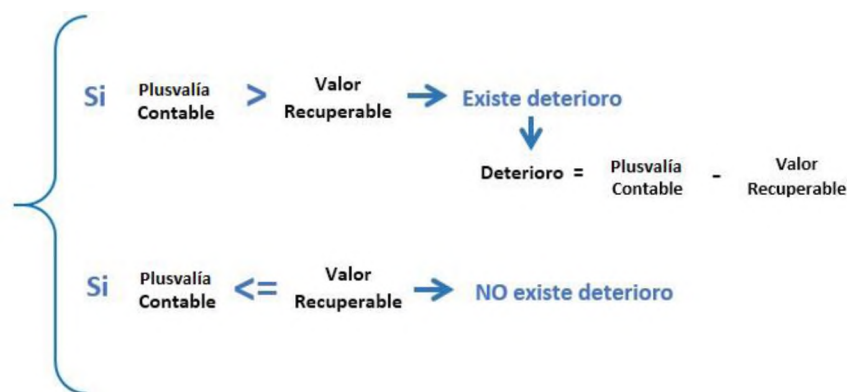 Si Plusvalía Contable > Valor Recuperable → Existe deterioro
Deterioro = Plusvalía Contable - Valor Recuperable
Si Plusvalía Contable <= Valor Recuperable → NO existe deterioro